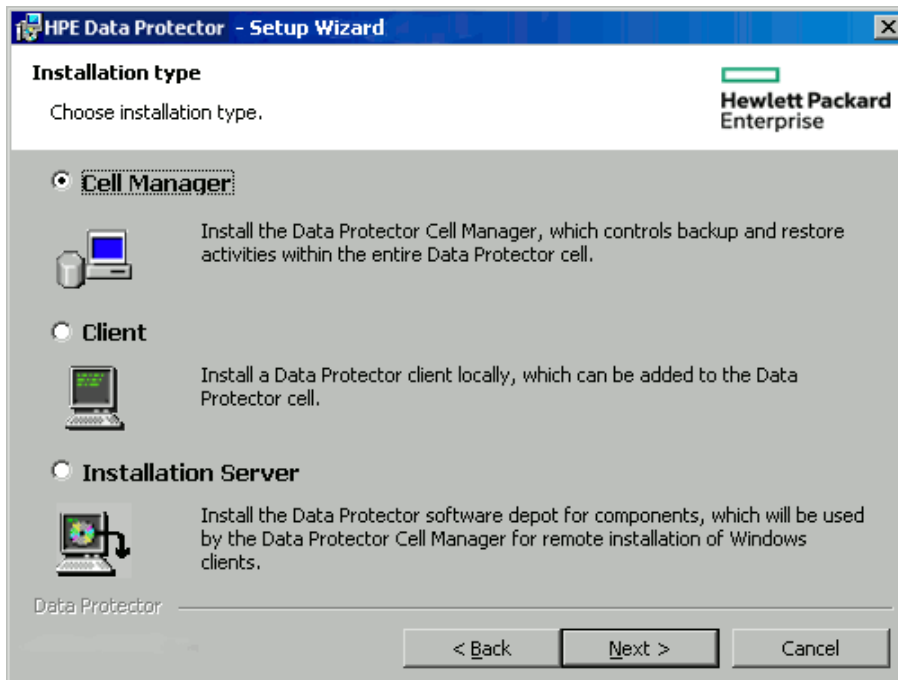 HPE Data Protector - Setup Wizard
Installation type
Choose installation type.
Hewlett Packard
Enterprise
Cell Manager
Install the Data Protector Cell Manager, which controls backup and restore
activities within the entire Data Protector cell.
Client
Install a Data Protector client locally, which can be added to the Data
Protector cell.
Installation Server
Install the Data Protector software depot for components, which will be used
by the Data Protector Cell Manager for remote installation of Windows
clients.
Data Protector
< Back
Next >
Cancel